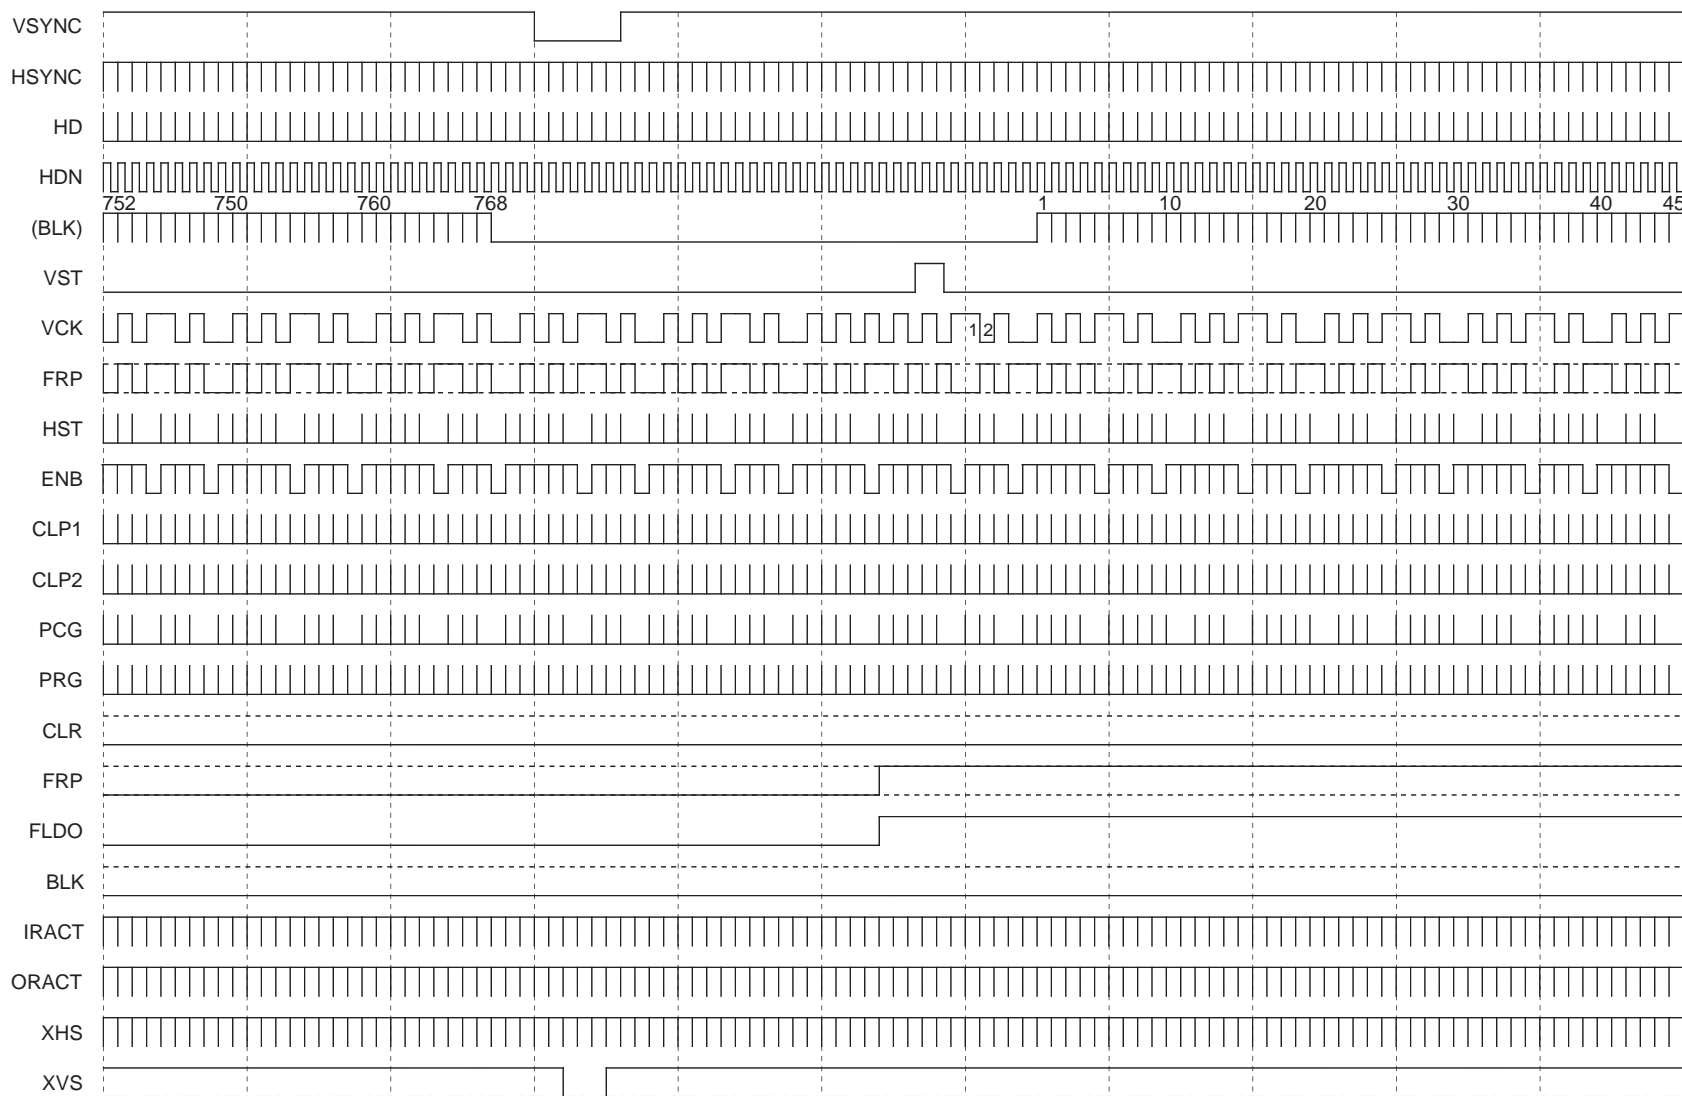 VSYNC
HSYNC
HD
HDN
752 750 760 768 1 10 20 30 40 45
(BLK)
VST
VCK 1 2
FRP
HST
ENB
CLP1
CLP2
PCG
PRG
CLR
FRP
FLDO
BLK
IRACT
ORACT
XHS
XVS